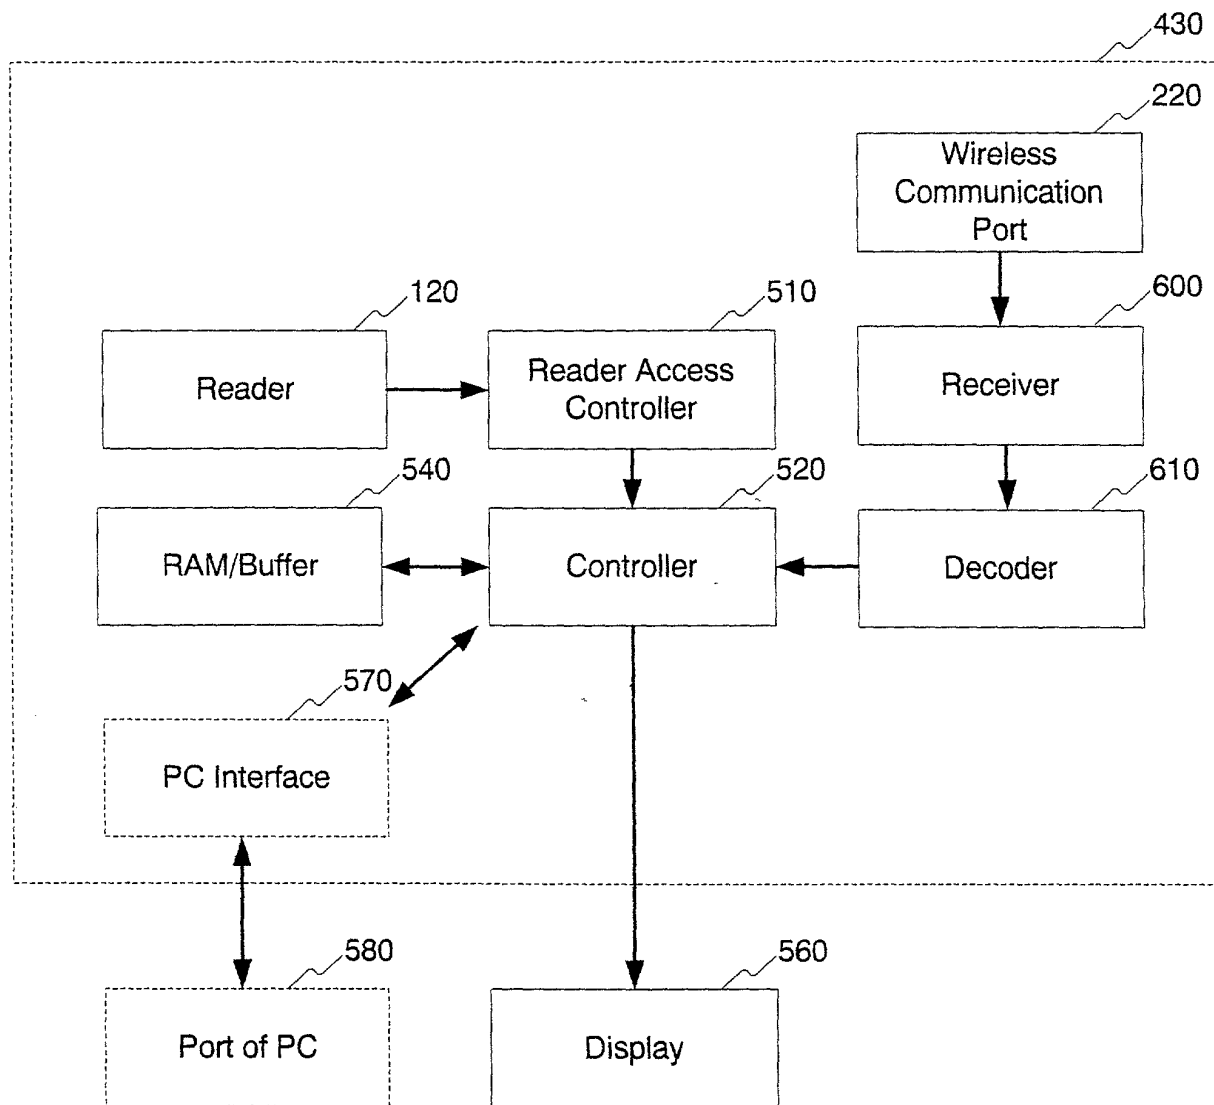 430
220
Wireless
Communication
Port
120
510
600
Reader
Reader Access
Controller
Receiver
540
520
610
RAM/Buffer
Controller
Decoder
570
PC Interface
580
560
Port of PC
Display